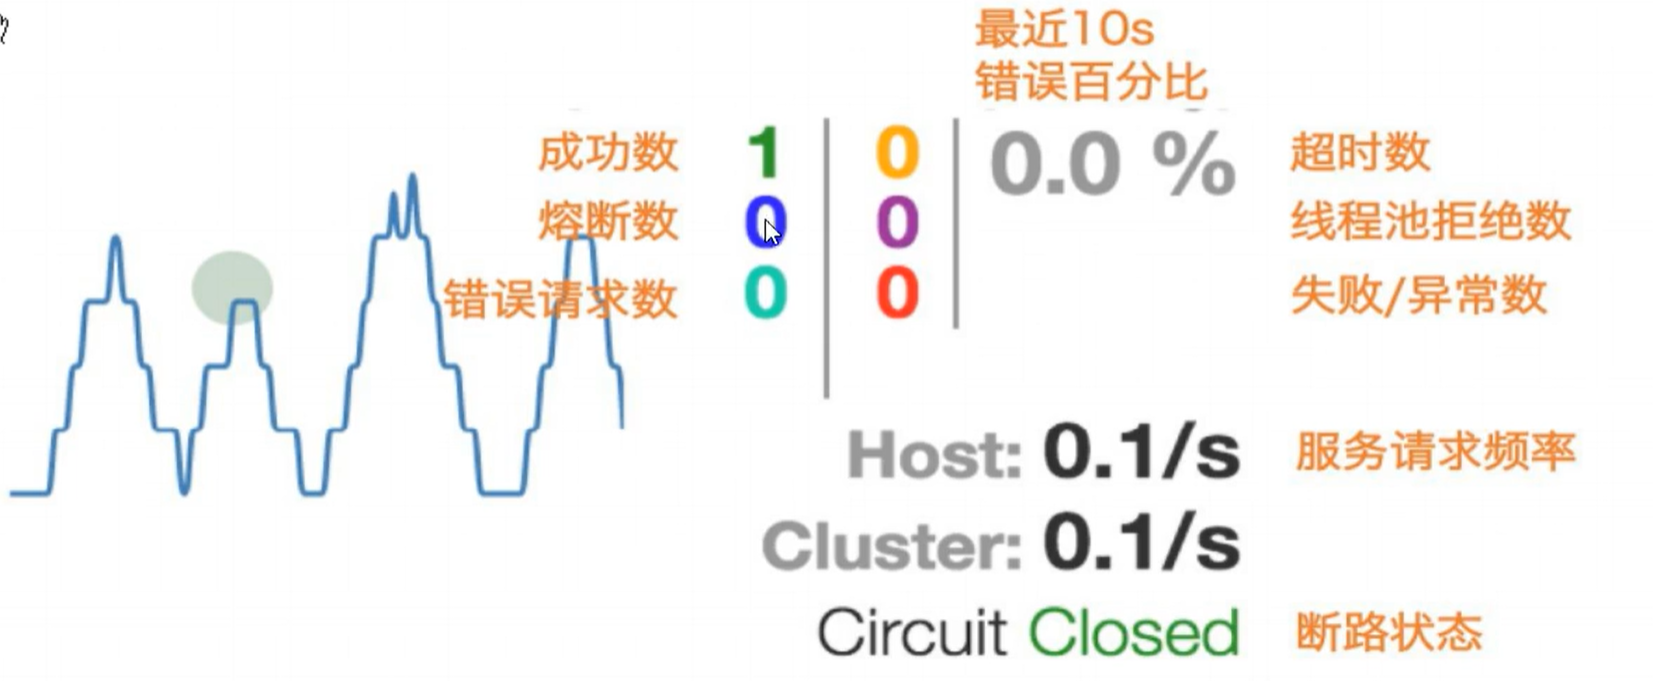 最近10s
错误百分比
成功数 1 0 0.0 % 超时数
熔断数 0 0 线程池拒绝数
错误请求数 0 0 失败/异常数
Host: 0.1/s 服务请求频率
Cluster: 0.1/s
Circuit Closed 断路状态